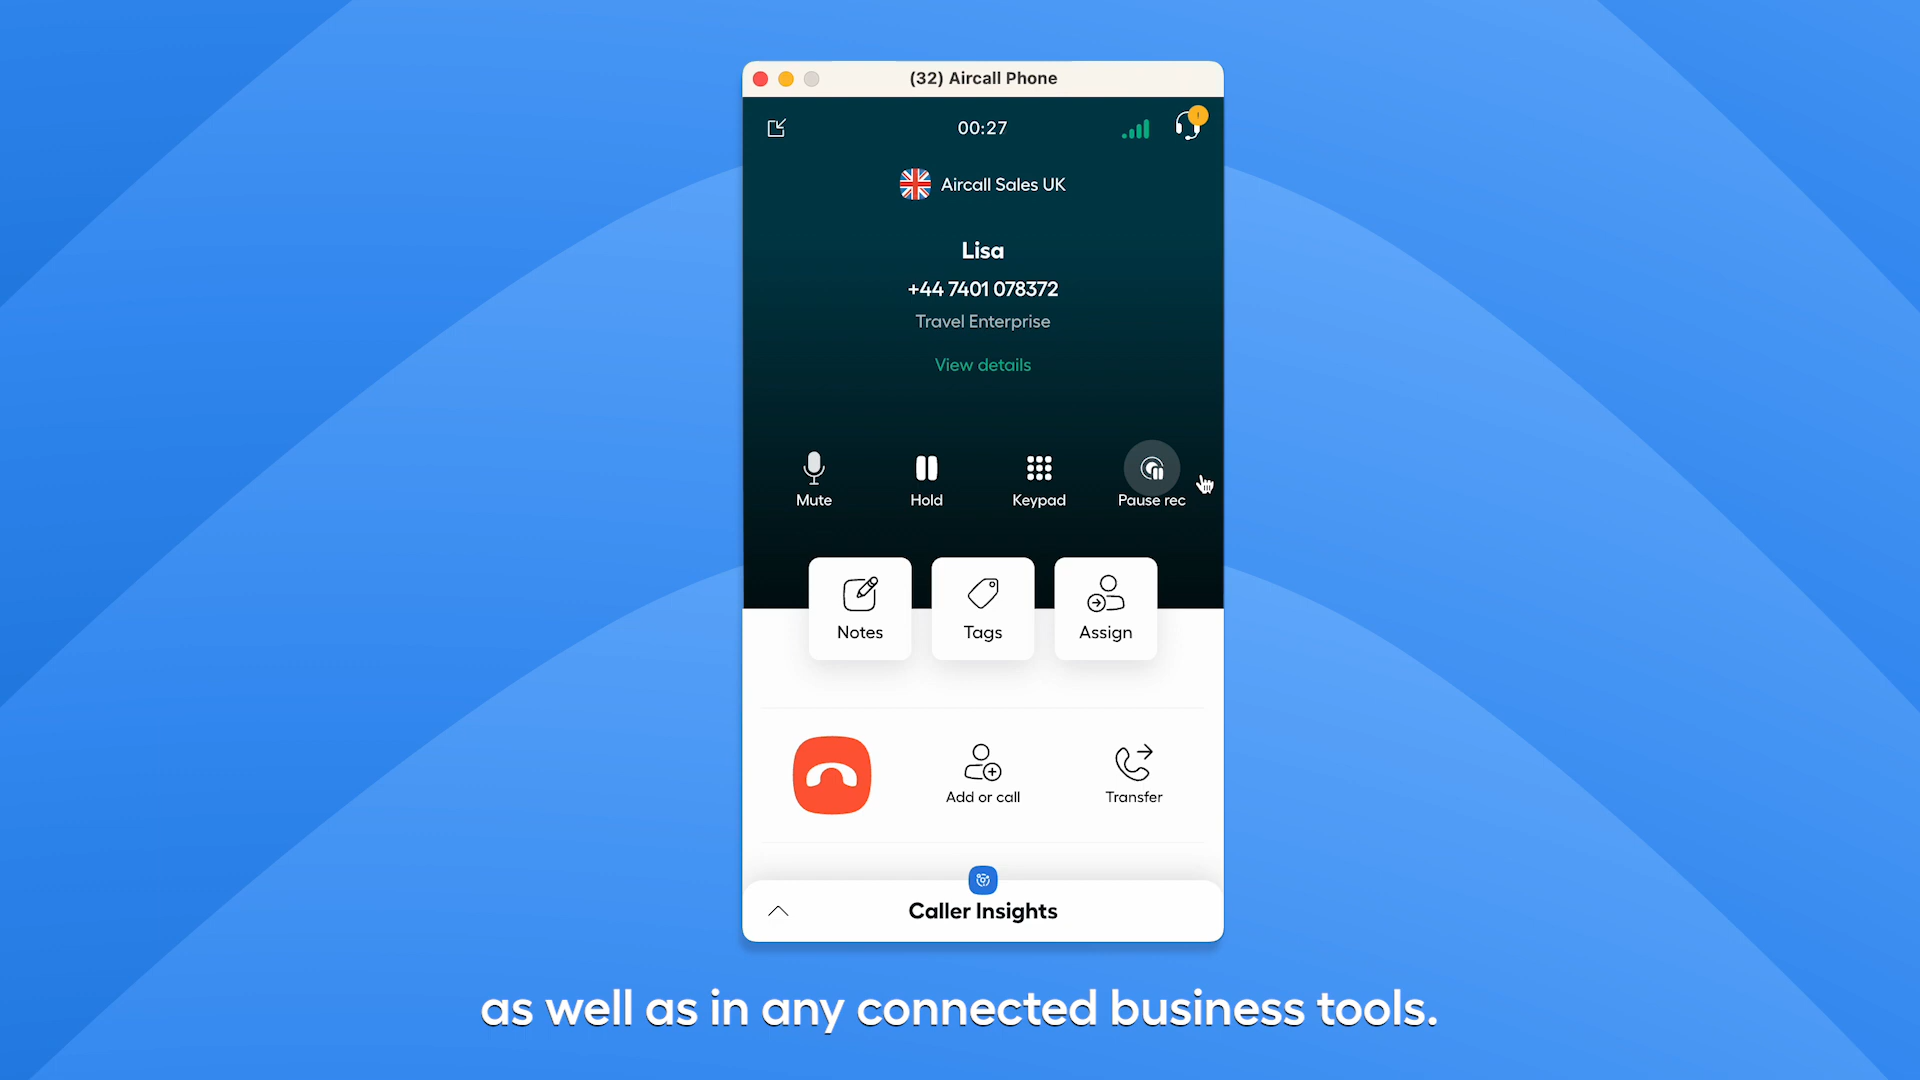 (32) Aircall Phone
00:27
Aircall Sales UK
Lisa
+44 7401 078372
Travel Enterprise
View details
Mute
Hold
Keypad
Pause rec
Notes
Tags
Assign
Add or call
Transfer
Caller Insights
as well as in any connected business tools.